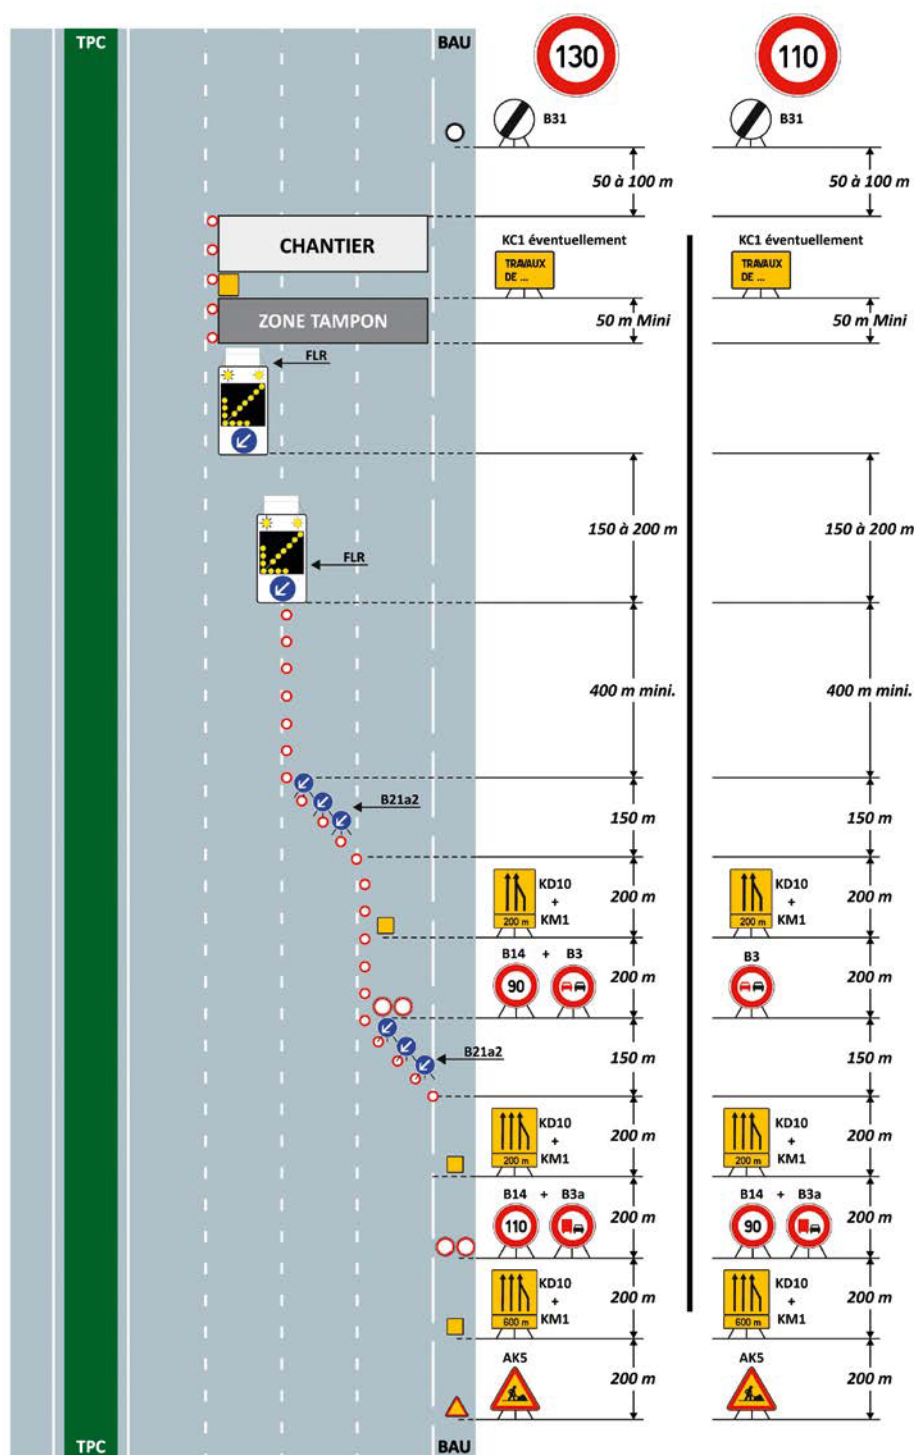 TPC
BAU
130
110
B31
B31
50 à 100 m
50 à 100 m
CHANTIER
KC1 éventuellement
KC1 éventuellement
TRAVAUX
DE ...
TRAVAUX
DE ...
ZONE TAMPON
50 m Mini
50 m Mini
FLR
150 à 200 m
150 à 200 m
FLR
400 m mini.
400 m mini.
B21a2
150 m
150 m
KD10
+
KM1
200 m
200 m
KD10
+
KM1
200 m
200 m
B14 + B3
90
200 m
B3
200 m
B21a2
150 m
150 m
KD10
+
KM1
200 m
200 m
KD10
+
KM1
200 m
200 m
B14 + B3a
110
200 m
B14 + B3a
90
200 m
KD10
+
KM1
600 m
200 m
KD10
+
KM1
600 m
200 m
AK5
200 m
AK5
200 m
TPC
BAU